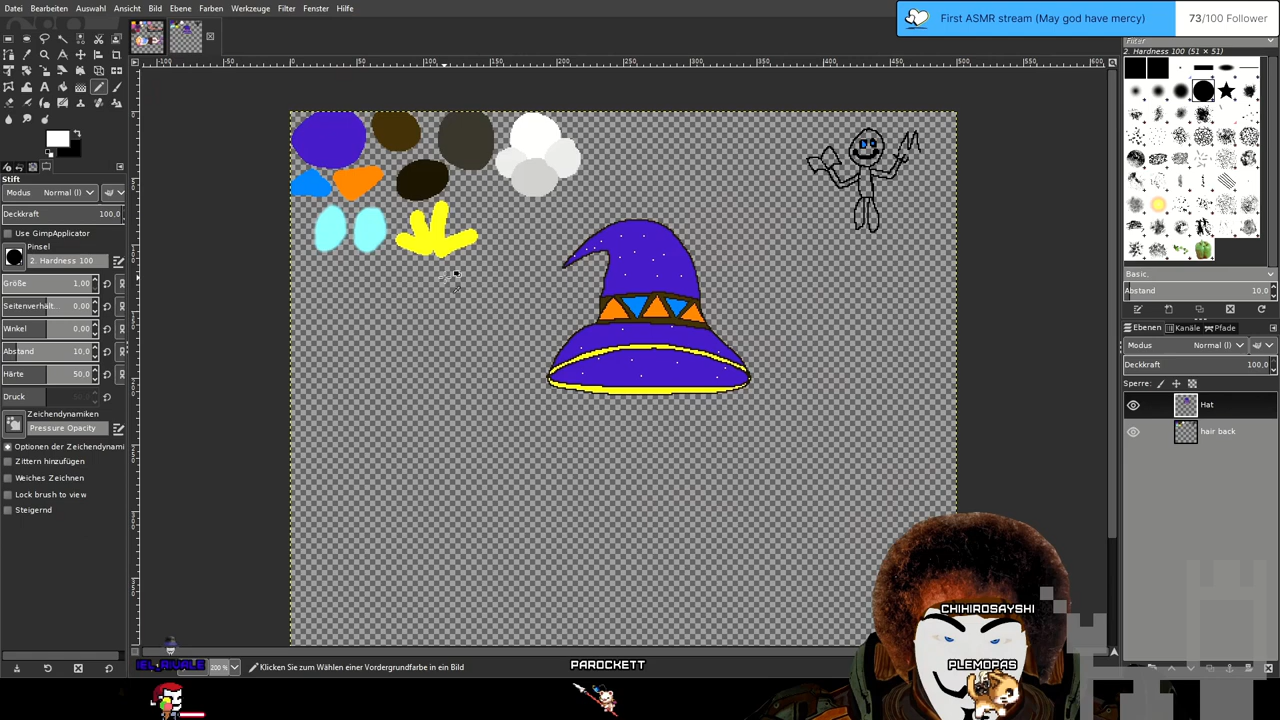 Datei Bearbeiten Auswahl Ansicht Bild Ebene Farben Werkzeuge Filter Fenster Hilfe
First ASMR stream (May god have mercy) 73/100 Follower
Filter
2. Hardness 100 (51 × 51)
Stift
Modus Normal (l)
Deckkraft 100,0
Use GimpApplicator
Pinsel
2. Hardness 100
Größe 1,00
Seitenverhält... 0,00
Winkel 0,00
Abstand 10,0
Härte 50,0
Druck
Zeichendynamiken
Pressure Opacity
Optionen der Zeichendynami
Zittern hinzufügen
Weiches Zeichnen
Lock brush to view
Steigernd
Basic.
Abstand 10,0
Ebenen Kanäle Pfade
Modus Normal (l)
Deckkraft 100,0
Sperre:
Hat
hair back
CHIHIROSAYSHI
PLEMOPAS
PAROCKETT
200 %
Klicken Sie zum Wählen einer Vordergrundfarbe in ein Bild